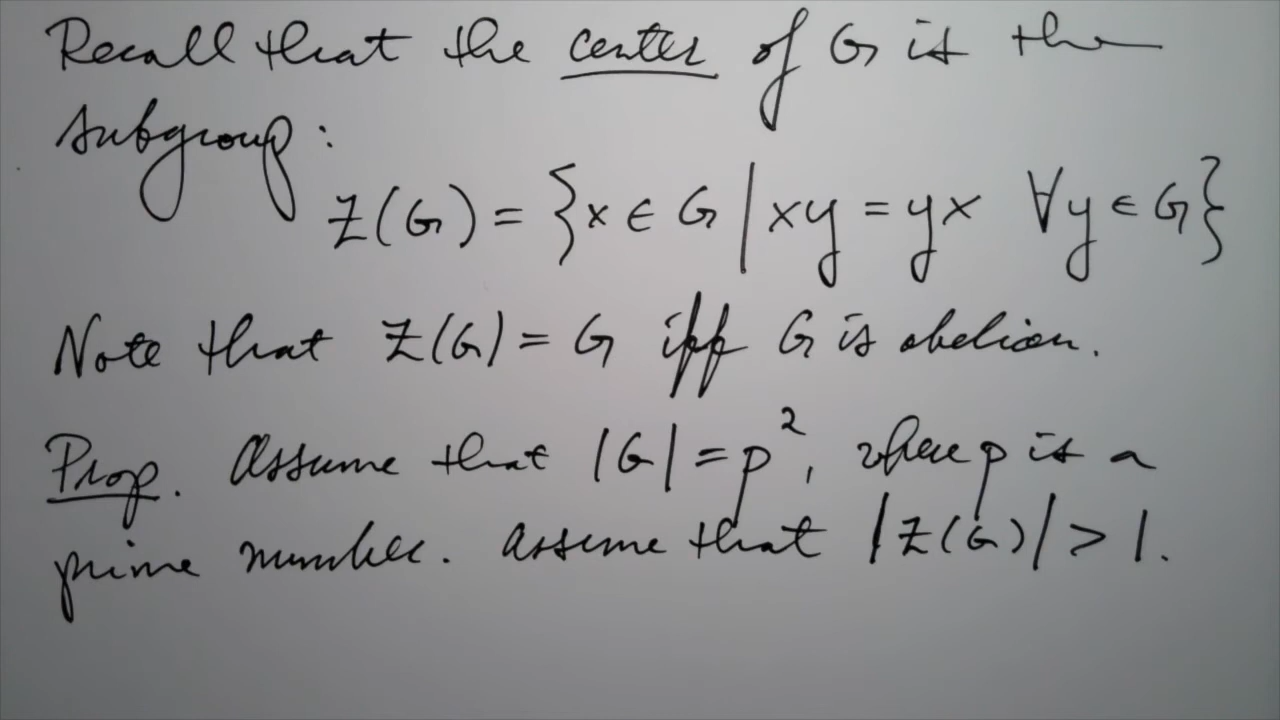 Recall that the center of G is the
subgroup:
Z(G) = {x ∈ G | xy = yx ∀y ∈ G}
Note that Z(G) = G iff G is abelian.
Prop. Assume that |G| = p², where p is a
prime number. Assume that |Z(G)| > 1.